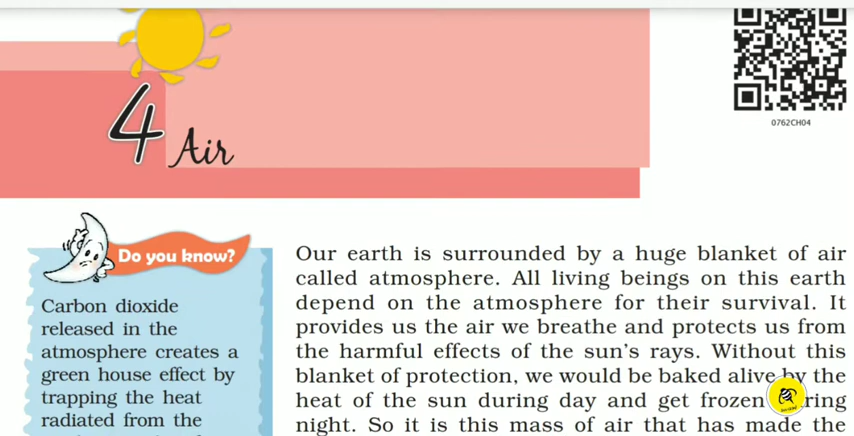 0762CH04
4 Air
Do you know?
Carbon dioxide
released in the
atmosphere creates a
green house effect by
trapping the heat
radiated from the
Our earth is surrounded by a huge blanket of air
called atmosphere. All living beings on this earth
depend on the atmosphere for their survival. It
provides us the air we breathe and protects us from
the harmful effects of the sun's rays. Without this
blanket of protection, we would be baked alive by the
heat of the sun during day and get frozen during
night. So it is this mass of air that has made the